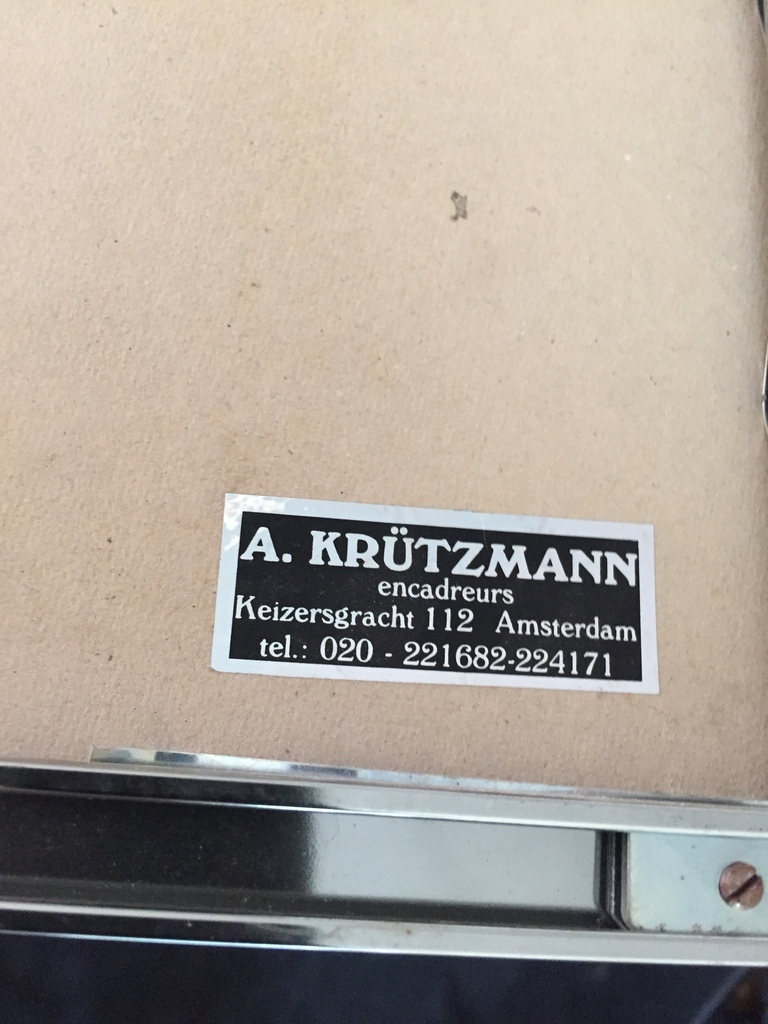 A. KRÜTZMANN
encadreurs
Keizersgracht 112 Amsterdam
tel.: 020 - 221682-224171